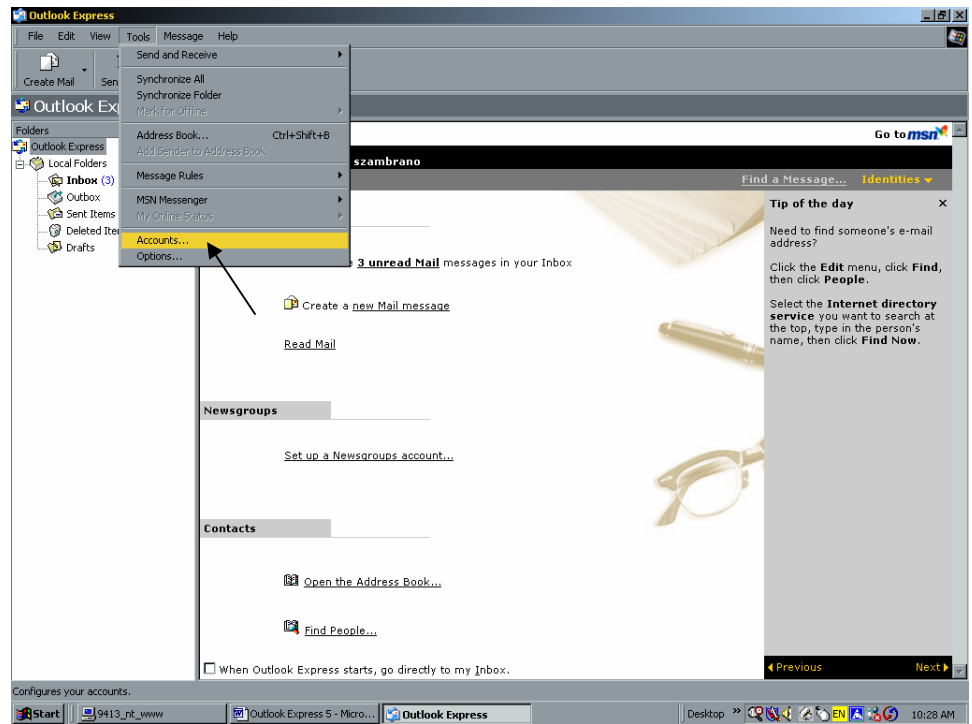 Outlook Express
File Edit View Tools Message Help
Create Mail Sen
Send and Receive
Synchronize All
Synchronize Folder
Mark for Offline
Address Book... Ctrl+Shift+B
Add Sender to Address Book
Message Rules
MSN Messenger
My Online Status
Accounts...
Options...
Outlook Ex
Folders
Outlook Express
Local Folders
Inbox (3)
Outbox
Sent Items
Deleted Ite
Drafts
Go to msn
szambrano
Find a Message... Identities
3 unread Mail messages in your Inbox
Create a new Mail message
Read Mail
Newsgroups
Set up a Newsgroups account...
Contacts
Open the Address Book...
Find People...
When Outlook Express starts, go directly to my Inbox.
Tip of the day
Need to find someone's e-mail
address?
Click the Edit menu, click Find,
then click People.
Select the Internet directory
service you want to search at
the top, type in the person's
name, then click Find Now.
Previous Next
Configures your accounts.
Start 9413_nt_www Outlook Express 5 - Micro... Outlook Express Desktop » EN 10:28 AM